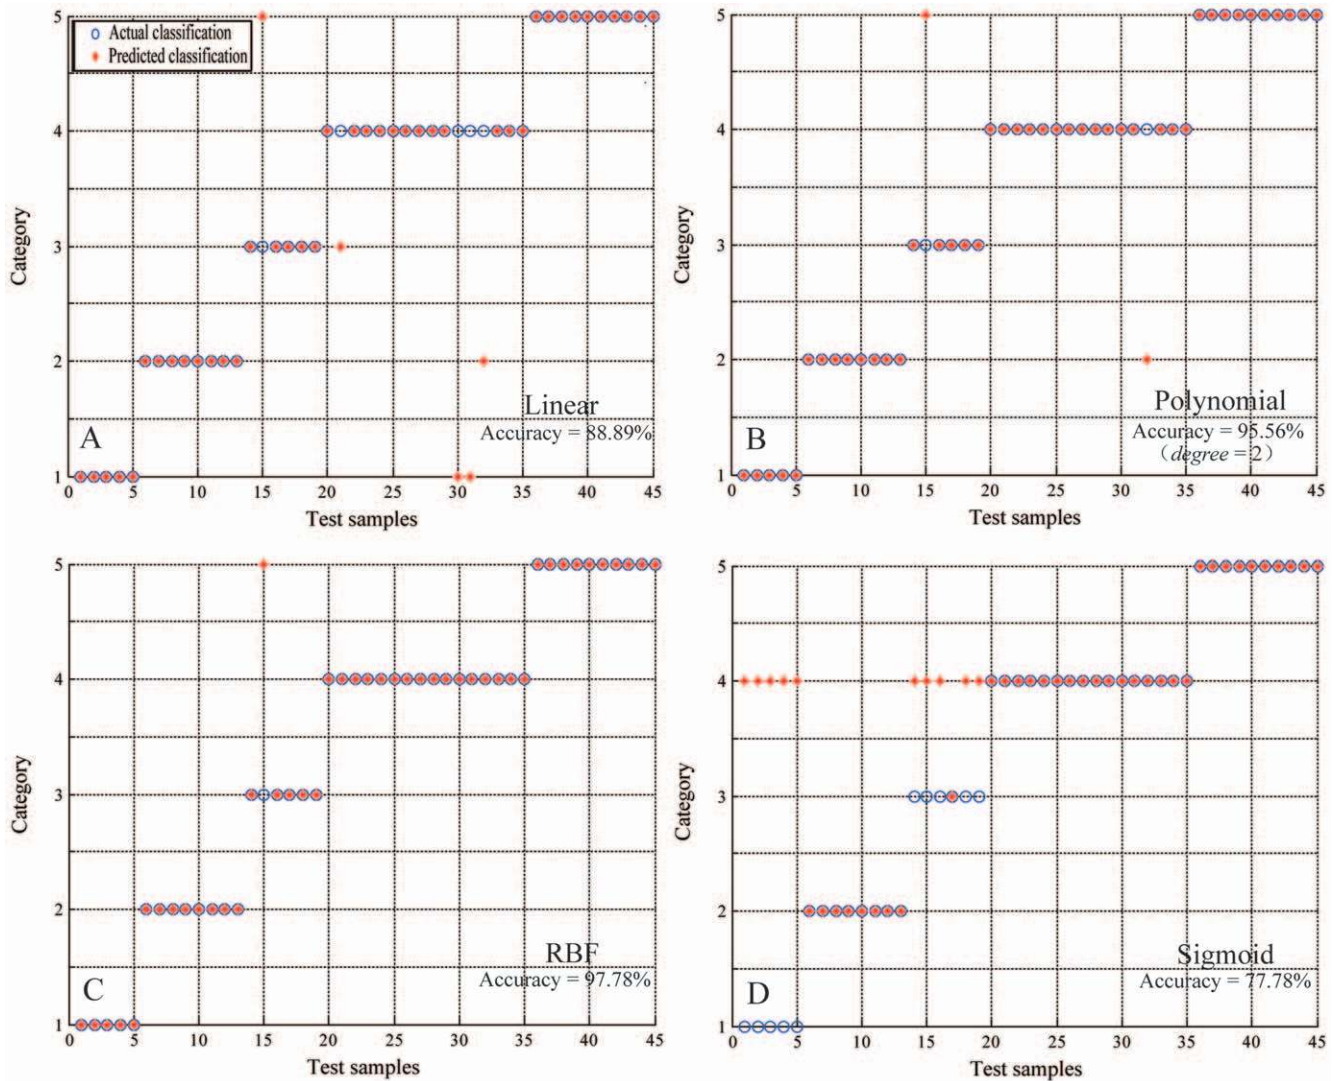 Actual classification
Predicted classification
5
4
3
2
1
Category
A
Linear
Accuracy = 88.89%
0 5 10 15 20 25 30 35 40 45
Test samples
5
4
3
2
1
Category
B
Polynomial
Accuracy = 95.56%
(degree = 2)
0 5 10 15 20 25 30 35 40 45
Test samples
5
4
3
2
1
Category
C
RBF
Accuracy = 97.78%
0 5 10 15 20 25 30 35 40 45
Test samples
5
4
3
2
1
Category
D
Sigmoid
Accuracy = 77.78%
0 5 10 15 20 25 30 35 40 45
Test samples